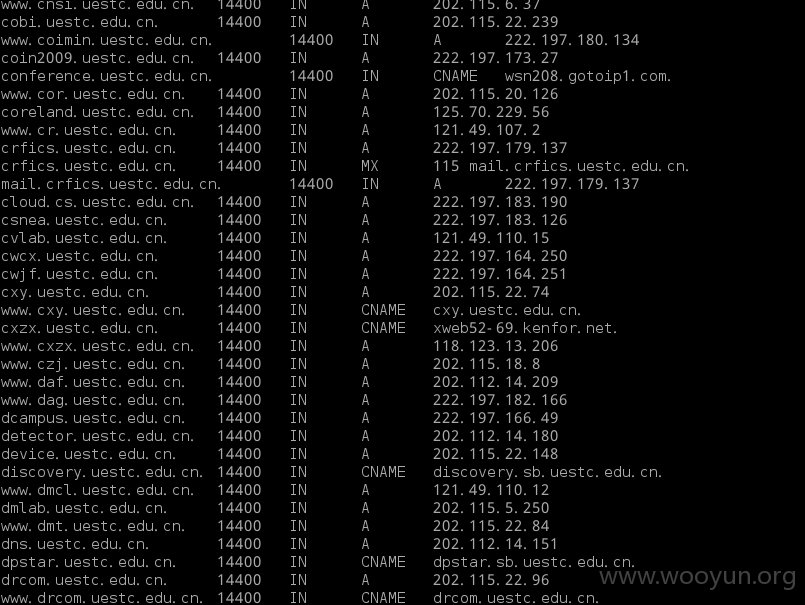 www.cnsi.uestc.edu.cn. 14400 IN A 202.115.6.37
cobi.uestc.edu.cn. 14400 IN A 202.115.22.239
www.coimin.uestc.edu.cn. 14400 IN A 222.197.180.134
coin2009.uestc.edu.cn. 14400 IN A 222.197.173.27
conference.uestc.edu.cn. 14400 IN CNAME wsn208.gotoip1.com.
www.cor.uestc.edu.cn. 14400 IN A 202.115.20.126
coreland.uestc.edu.cn. 14400 IN A 125.70.229.56
www.cr.uestc.edu.cn. 14400 IN A 121.49.107.2
crfics.uestc.edu.cn. 14400 IN A 222.197.179.137
crfics.uestc.edu.cn. 14400 IN MX 115 mail.crfics.uestc.edu.cn.
mail.crfics.uestc.edu.cn. 14400 IN A 222.197.179.137
cloud.cs.uestc.edu.cn. 14400 IN A 222.197.183.190
csnea.uestc.edu.cn. 14400 IN A 222.197.183.126
cvlab.uestc.edu.cn. 14400 IN A 121.49.110.15
cwcx.uestc.edu.cn. 14400 IN A 222.197.164.250
cwjf.uestc.edu.cn. 14400 IN A 222.197.164.251
cxy.uestc.edu.cn. 14400 IN A 202.115.22.74
www.cxy.uestc.edu.cn. 14400 IN CNAME cxy.uestc.edu.cn.
cxzx.uestc.edu.cn. 14400 IN CNAME xweb52-69.kenfor.net.
www.cxzx.uestc.edu.cn. 14400 IN A 118.123.13.206
www.czj.uestc.edu.cn. 14400 IN A 202.115.18.8
www.daf.uestc.edu.cn. 14400 IN A 202.112.14.209
www.dag.uestc.edu.cn. 14400 IN A 222.197.182.166
dcampus.uestc.edu.cn. 14400 IN A 222.197.166.49
detector.uestc.edu.cn. 14400 IN A 202.112.14.180
device.uestc.edu.cn. 14400 IN A 202.115.22.148
discovery.uestc.edu.cn. 14400 IN CNAME discovery.sb.uestc.edu.cn.
www.dmcl.uestc.edu.cn. 14400 IN A 121.49.110.12
dmlab.uestc.edu.cn. 14400 IN A 202.115.5.250
www.dmt.uestc.edu.cn. 14400 IN A 202.115.22.84
dns.uestc.edu.cn. 14400 IN A 202.112.14.151
dpstar.uestc.edu.cn. 14400 IN CNAME dpstar.sb.uestc.edu.cn.
drcom.uestc.edu.cn. 14400 IN A 202.115.22.96
www.drcom.uestc.edu.cn. 14400 IN CNAME drcom.uestc.edu.cn.
www.wooyun.org